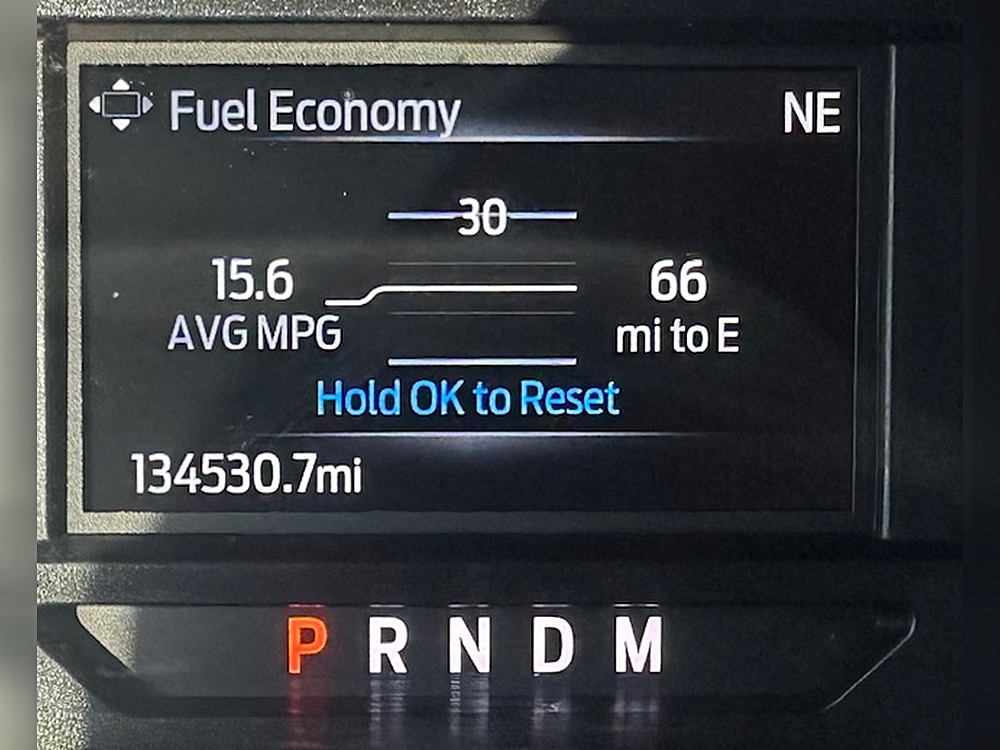 Fuel Economy NE
30
15.6 66
AVG MPG mi to E
Hold OK to Reset
134530.7mi
P R N D M